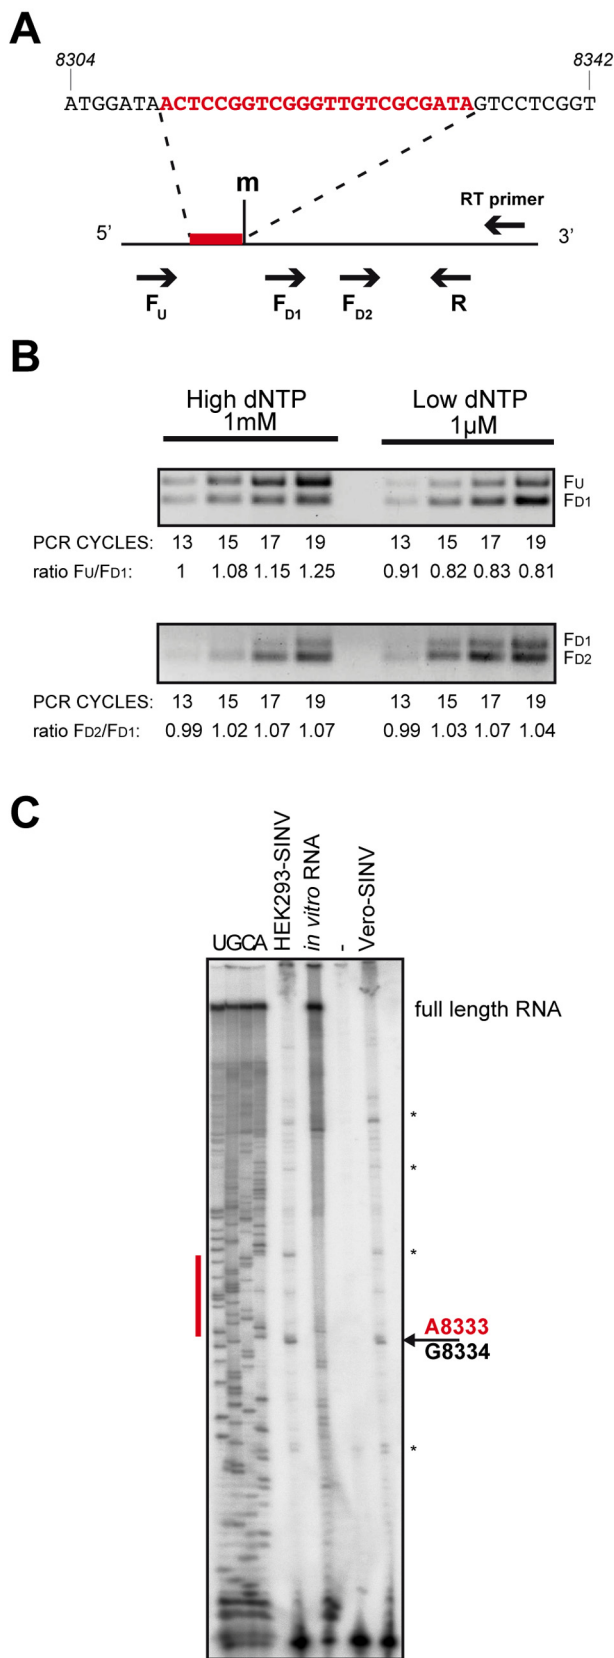 A
8304 8342
ATGGATAACTCCGGTCGGGTTGTCGCGATAGTCCTCGGT
m
RT primer
5’ 3’
FU FD1 FD2 R
B
High dNTP Low dNTP
1mM 1µM
FU
FD1
PCR CYCLES: 13 15 17 19 13 15 17 19
ratio FU/FD1: 1 1.08 1.15 1.25 0.91 0.82 0.83 0.81
FD1
FD2
PCR CYCLES: 13 15 17 19 13 15 17 19
ratio FD2/FD1: 0.99 1.02 1.07 1.07 0.99 1.03 1.07 1.04
C
UGCA HEK293-SINV in vitro RNA - Vero-SINV
full length RNA
*
*
*
A8333
G8334
*